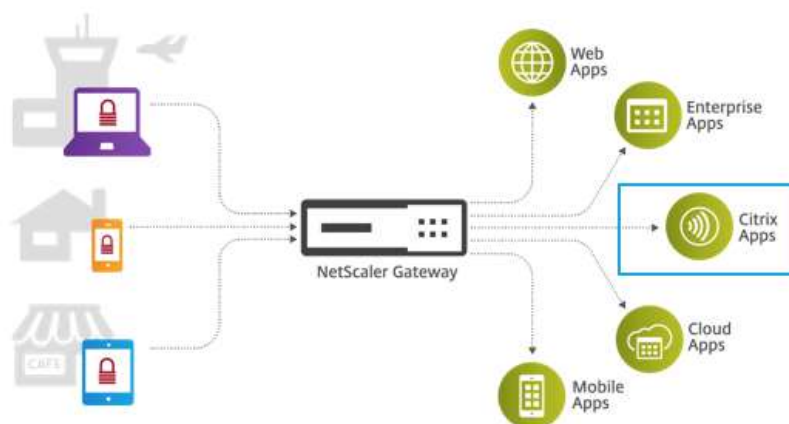 Web
Apps
Enterprise
Apps
Citrix
Apps
NetScaler Gateway
CAFE
Cloud
Apps
Mobile
Apps